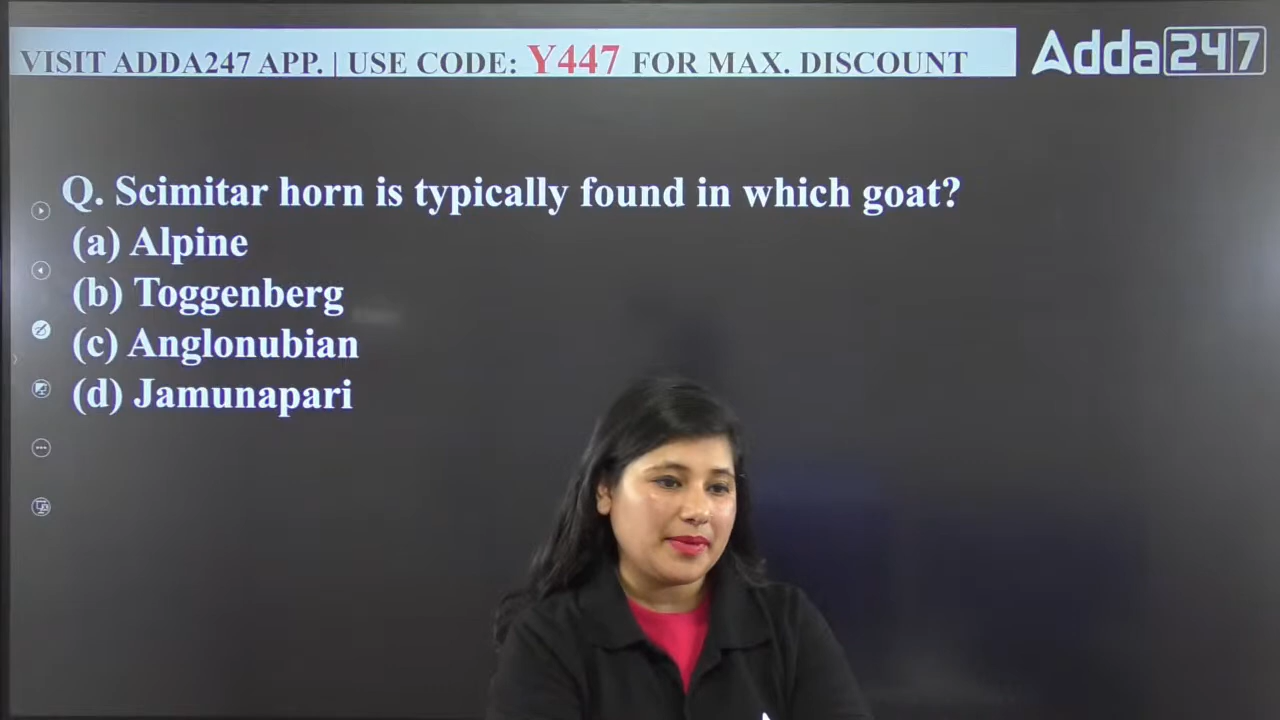 VISIT ADDA247 APP. | USE CODE: Y447 FOR MAX. DISCOUNT
Adda247
Q. Scimitar horn is typically found in which goat?
(a) Alpine
(b) Toggenberg
(c) Anglonubian
(d) Jamunapari